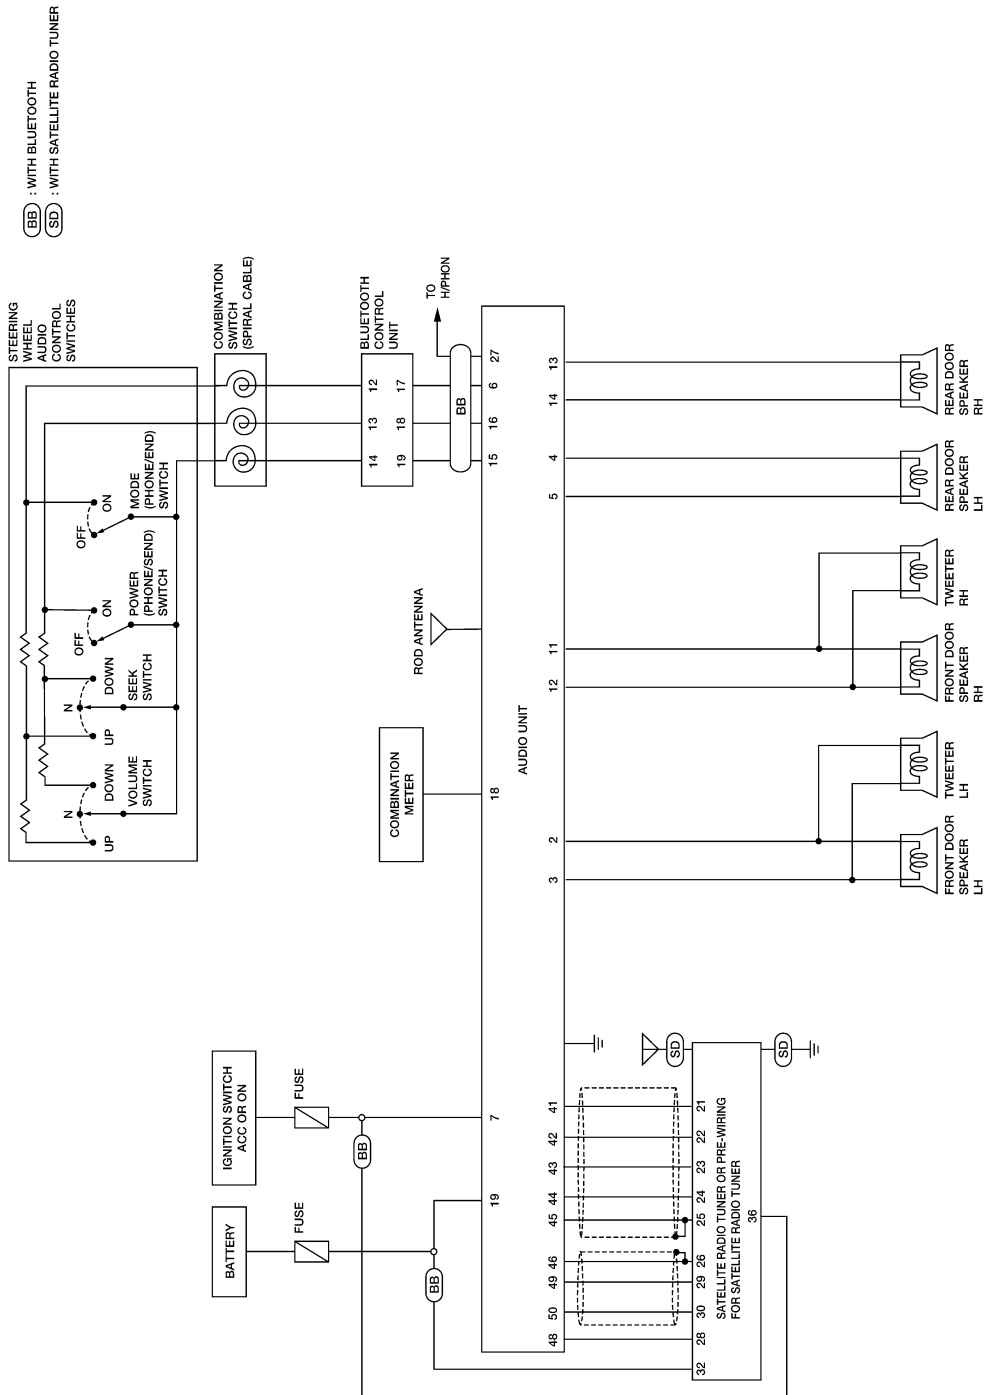 BB : WITH BLUETOOTH
SD : WITH SATELLITE RADIO TUNER
STEERING
WHEEL
AUDIO
CONTROL
SWITCHES
UP
N
DOWN
VOLUME
SWITCH
UP
N
DOWN
SEEK
SWITCH
OFF
ON
POWER
(PHONE/SEND)
SWITCH
OFF
ON
MODE
(PHONE/END)
SWITCH
COMBINATION
SWITCH
(SPIRAL CABLE)
BLUETOOTH
CONTROL
UNIT
14 13 12
19 18 17
TO
H/PHON
BB
15 16 6 27
ROD ANTENNA
COMBINATION
METER
18
IGNITION SWITCH
ACC OR ON
FUSE
BB
7
BATTERY
FUSE
BB
19
AUDIO UNIT
48 50 49 46 45 44 43 42 41
3 2 12 11 5 4 14 13
32 28 30 29 26 25 24 23 22 21
SATELLITE RADIO TUNER OR PRE-WIRING
FOR SATELLITE RADIO TUNER
36
SD
SD
FRONT DOOR
SPEAKER
LH
TWEETER
LH
FRONT DOOR
SPEAKER
RH
TWEETER
RH
REAR DOOR
SPEAKER
LH
REAR DOOR
SPEAKER
RH